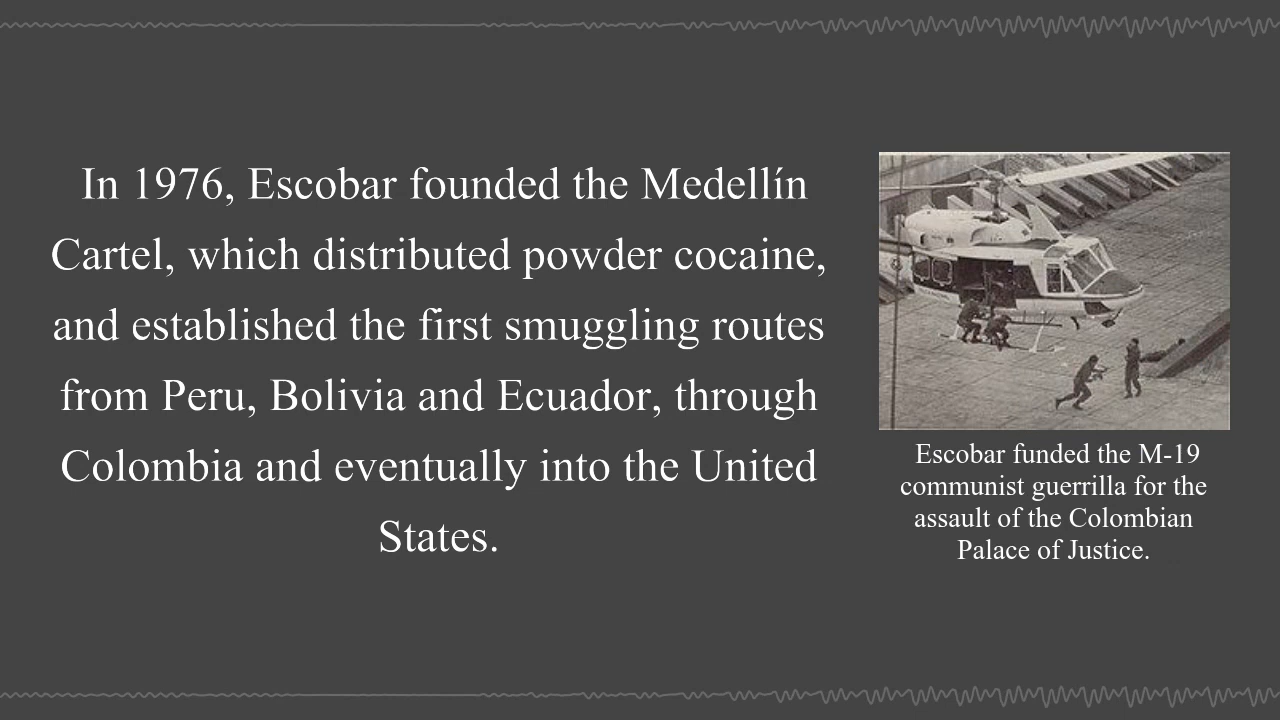 In 1976, Escobar founded the Medellín
Cartel, which distributed powder cocaine,
and established the first smuggling routes
from Peru, Bolivia and Ecuador, through
Colombia and eventually into the United
States.
Escobar funded the M-19
communist guerrilla for the
assault of the Colombian
Palace of Justice.